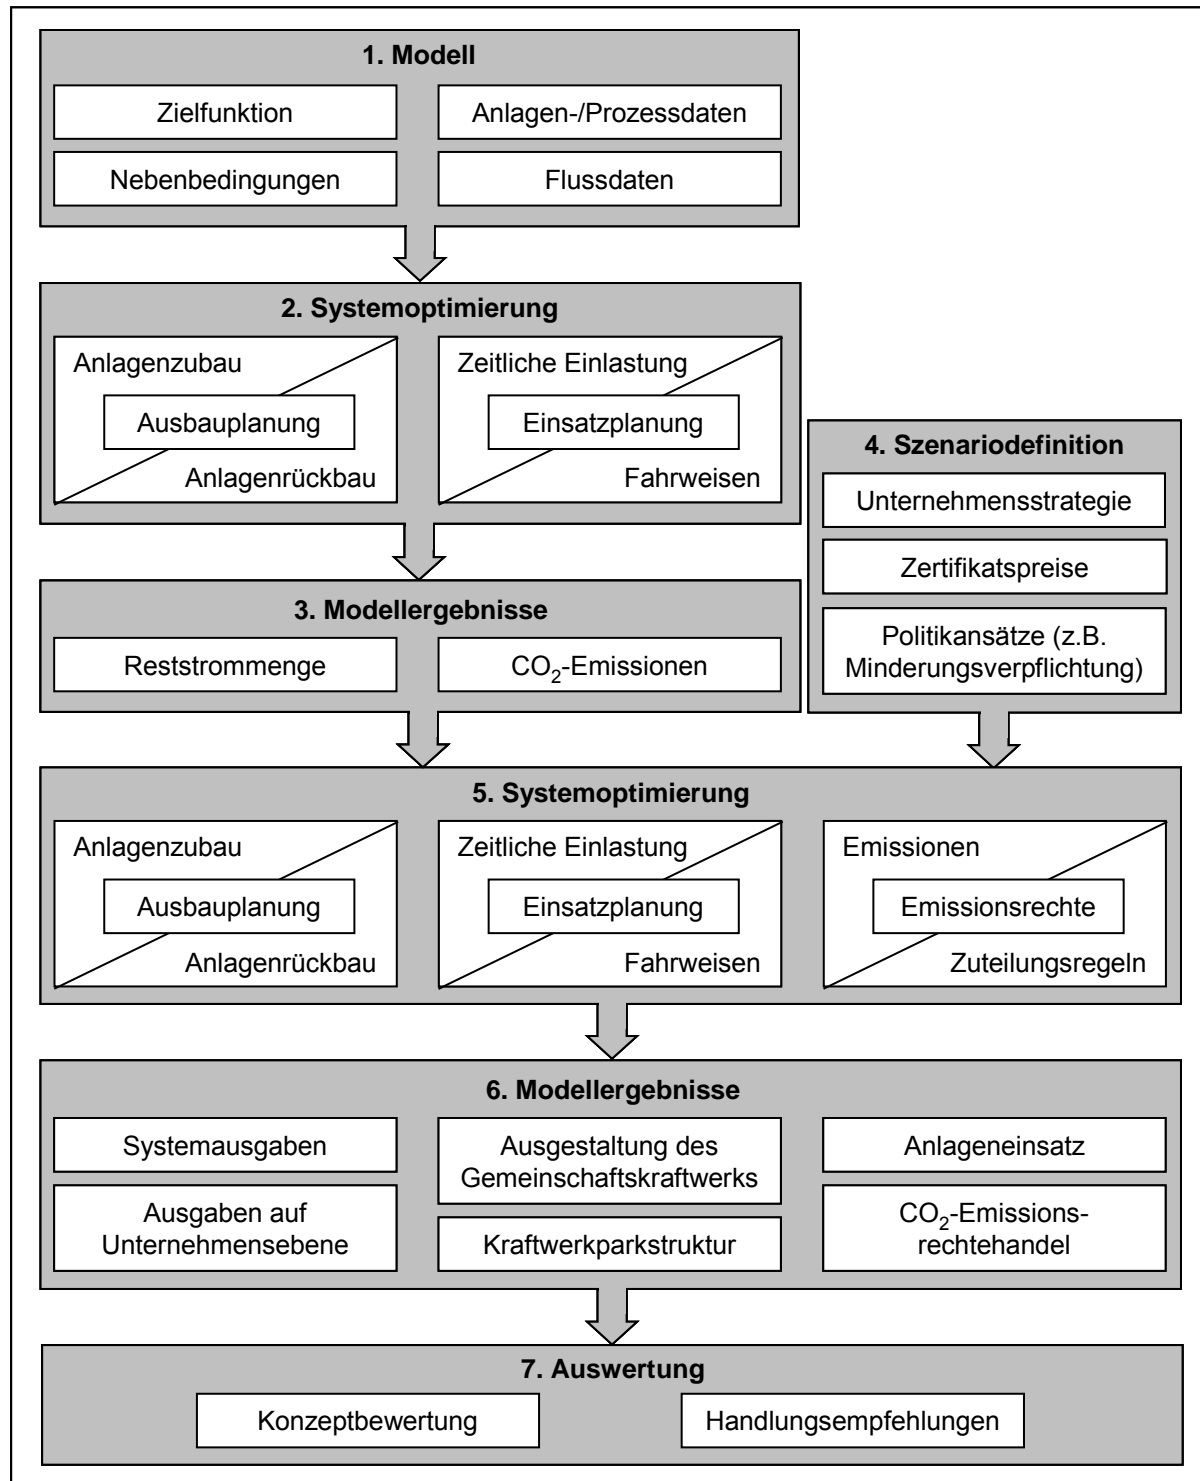 1. Modell
Zielfunktion
Anlagen-/Prozessdaten
Nebenbedingungen
Flussdaten
2. Systemoptimierung
Anlagenzubau
Ausbauplanung
Anlagenrückbau
Zeitliche Einlastung
Einsatzplanung
Fahrweisen
3. Modellergebnisse
Reststrommenge
CO₂-Emissionen
4. Szenariodefinition
Unternehmensstrategie
Zertifikatspreise
Politikansätze (z.B.
Minderungsverpflichtung)
5. Systemoptimierung
Anlagenzubau
Ausbauplanung
Anlagenrückbau
Zeitliche Einlastung
Einsatzplanung
Fahrweisen
Emissionen
Emissionsrechte
Zuteilungsregeln
6. Modellergebnisse
Systemausgaben
Ausgaben auf
Unternehmensebene
Ausgestaltung des
Gemeinschaftskraftwerks
Kraftwerkparkstruktur
Anlageneinsatz
CO₂-Emissions-
rechtehandel
7. Auswertung
Konzeptbewertung
Handlungsempfehlungen